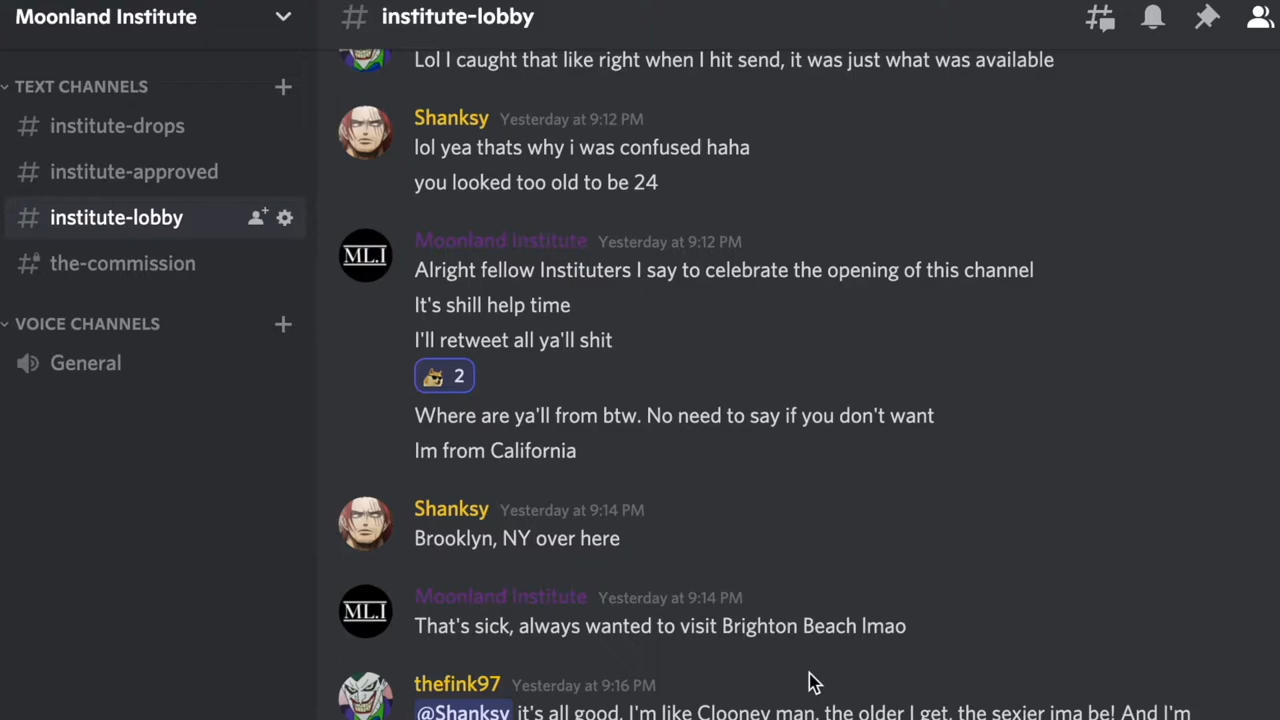 Moonland Institute
TEXT CHANNELS
institute-drops
institute-approved
institute-lobby
the-commission
VOICE CHANNELS
General
institute-lobby
Lol I caught that like right when I hit send, it was just what was available
Shanksy Yesterday at 9:12 PM
lol yea thats why i was confused haha
you looked too old to be 24
ML.I
Moonland Institute Yesterday at 9:12 PM
Alright fellow Instituters I say to celebrate the opening of this channel
It's shill help time
I'll retweet all ya'll shit
2
Where are ya'll from btw. No need to say if you don't want
Im from California
Shanksy Yesterday at 9:14 PM
Brooklyn, NY over here
ML.I
Moonland Institute Yesterday at 9:14 PM
That's sick, always wanted to visit Brighton Beach lmao
thefink97 Yesterday at 9:16 PM
@Shanksy it's all good, I'm like Clooney man, the older I get, the sexier ima be! And I'm